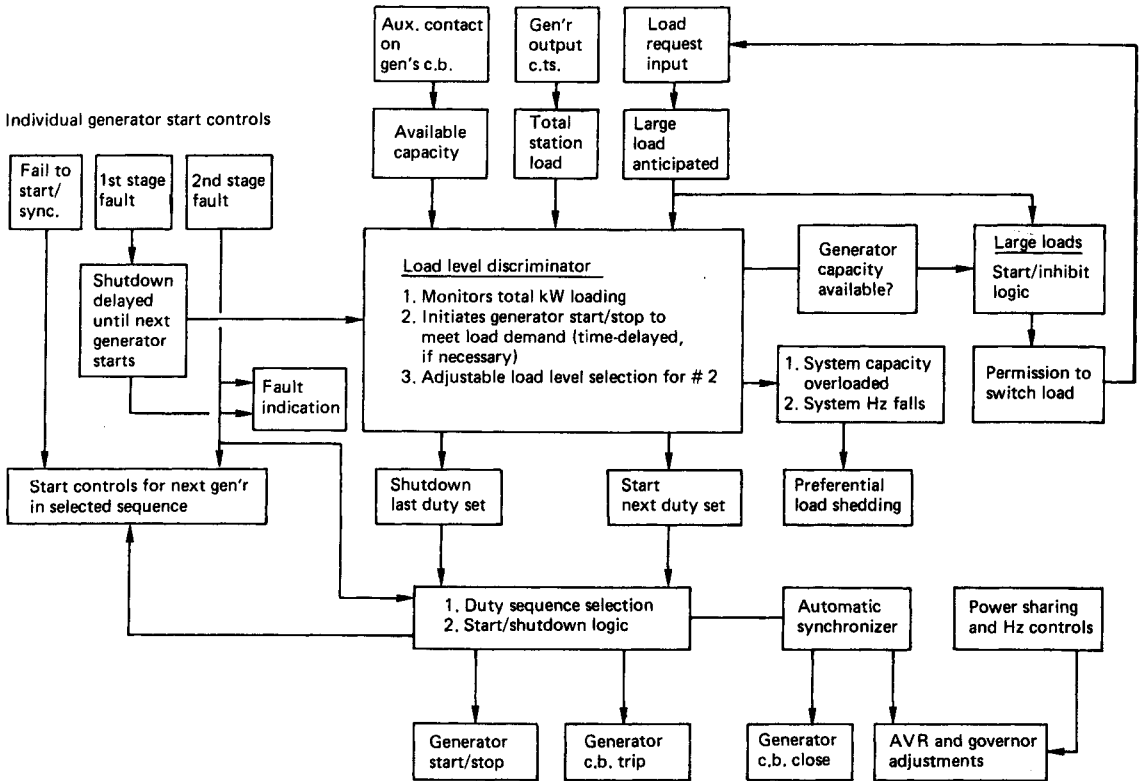 Aux. contact
on
gen's c.b.
Gen'r
output
c.ts.
Load
request
input
Individual generator start controls
Available
capacity
Total
station
load
Large
load
anticipated
Fail to
start/
sync.
1st stage
fault
2nd stage
fault
Shutdown
delayed
until next
generator
starts
Load level discriminator
1. Monitors total kW loading
2. Initiates generator start/stop to
meet load demand (time-delayed,
if necessary)
3. Adjustable load level selection for # 2
Generator
capacity
available?
Large loads
Start/inhibit
logic
Fault
indication
1. System capacity
overloaded
2. System Hz falls
Permission to
switch load
Start controls for next gen'r
in selected sequence
Shutdown
last duty set
Start
next duty set
Preferential
load shedding
1. Duty sequence selection
2. Start/shutdown logic
Automatic
synchronizer
Power sharing
and Hz controls
Generator
start/stop
Generator
c.b. trip
Generator
c.b. close
AVR and governor
adjustments